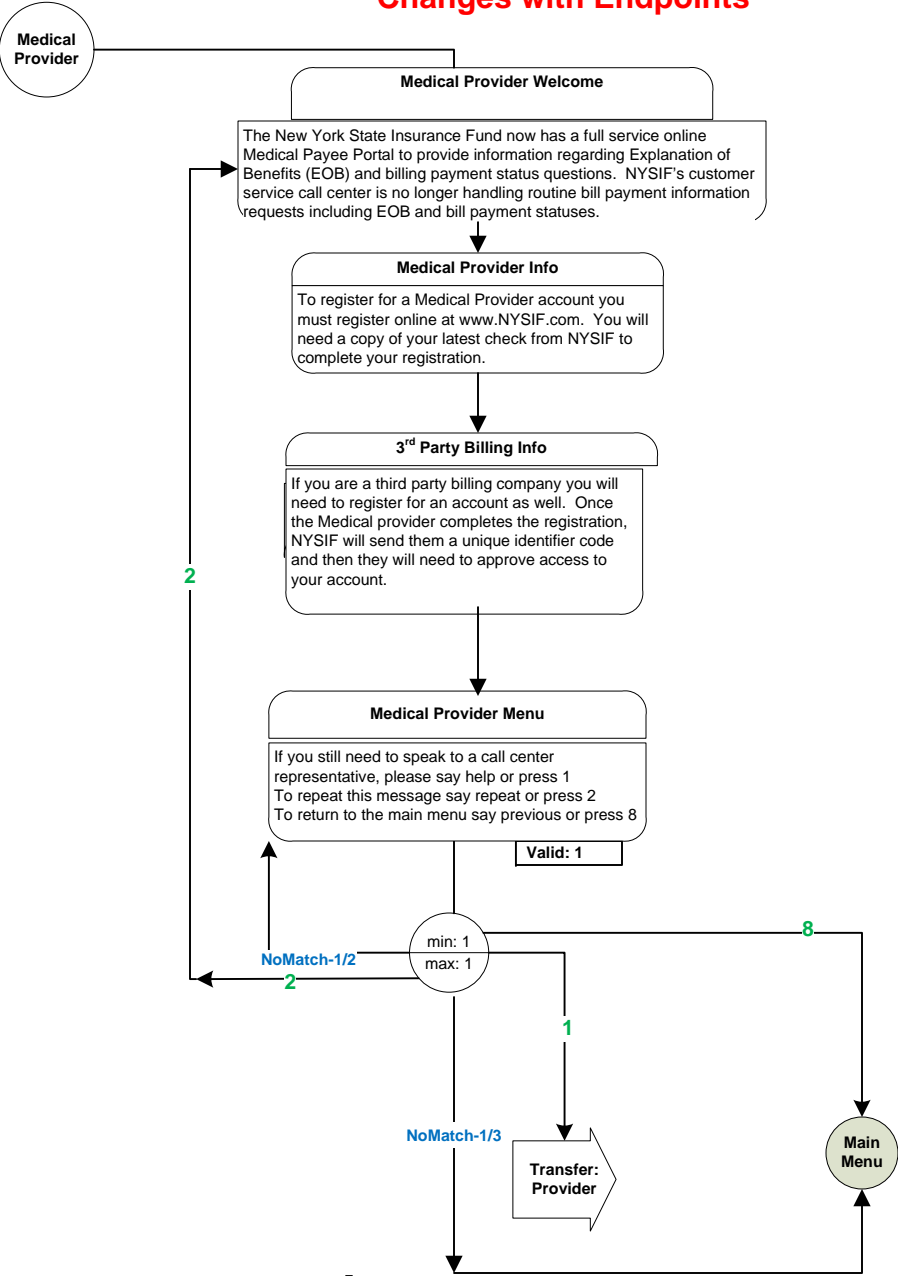 Changes with Endpoints
Medical
Provider
Medical Provider Welcome
The New York State Insurance Fund now has a full service online
Medical Payee Portal to provide information regarding Explanation of
Benefits (EOB) and billing payment status questions.  NYSIF's customer
service call center is no longer handling routine bill payment information
requests including EOB and bill payment statuses.
Medical Provider Info
To register for a Medical Provider account you
must register online at www.NYSIF.com.  You will
need a copy of your latest check from NYSIF to
complete your registration.
3rd Party Billing Info
If you are a third party billing company you will
need to register for an account as well.  Once
the Medical provider completes the registration,
NYSIF will send them a unique identifier code
and then they will need to approve access to
your account.
2
Medical Provider Menu
If you still need to speak to a call center
representative, please say help or press 1
To repeat this message say repeat or press 2
To return to the main menu say previous or press 8
Valid: 1
8
min: 1
max: 1
NoMatch-1/2
2
1
NoMatch-1/3
Transfer:
Provider
Main
Menu